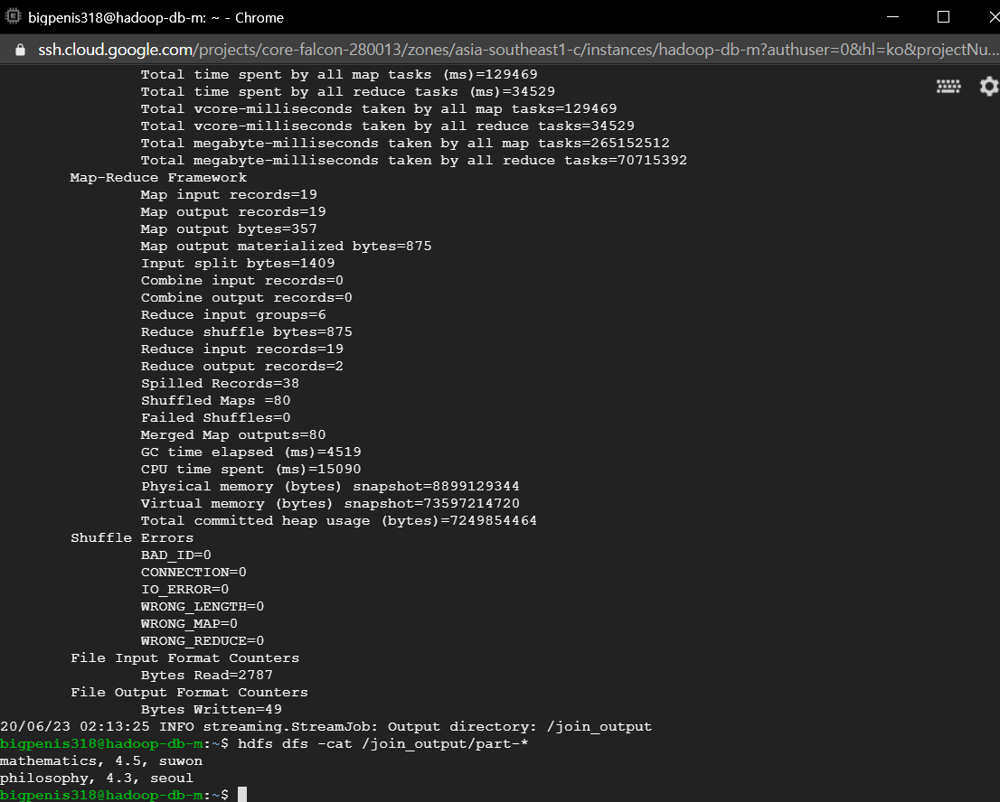 bigpenis318@hadoop-db-m: ~ - Chrome
ssh.cloud.google.com/projects/core-falcon-280013/zones/asia-southeast1-c/instances/hadoop-db-m?authuser=0&hl=ko&projectNu...
Total time spent by all map tasks (ms)=129469
Total time spent by all reduce tasks (ms)=34529
Total vcore-milliseconds taken by all map tasks=129469
Total vcore-milliseconds taken by all reduce tasks=34529
Total megabyte-milliseconds taken by all map tasks=265152512
Total megabyte-milliseconds taken by all reduce tasks=70715392
Map-Reduce Framework
Map input records=19
Map output records=19
Map output bytes=357
Map output materialized bytes=875
Input split bytes=1409
Combine input records=0
Combine output records=0
Reduce input groups=6
Reduce shuffle bytes=875
Reduce input records=19
Reduce output records=2
Spilled Records=38
Shuffled Maps =80
Failed Shuffles=0
Merged Map outputs=80
GC time elapsed (ms)=4519
CPU time spent (ms)=15090
Physical memory (bytes) snapshot=8899129344
Virtual memory (bytes) snapshot=73597214720
Total committed heap usage (bytes)=7249854464
Shuffle Errors
BAD_ID=0
CONNECTION=0
IO_ERROR=0
WRONG_LENGTH=0
WRONG_MAP=0
WRONG_REDUCE=0
File Input Format Counters
Bytes Read=2787
File Output Format Counters
Bytes Written=49
20/06/23 02:13:25 INFO streaming.StreamJob: Output directory: /join_output
bigpenis318@hadoop-db-m:~$ hdfs dfs -cat /join_output/part-*
mathematics, 4.5, suwon
philosophy, 4.3, seoul
bigpenis318@hadoop-db-m:~$